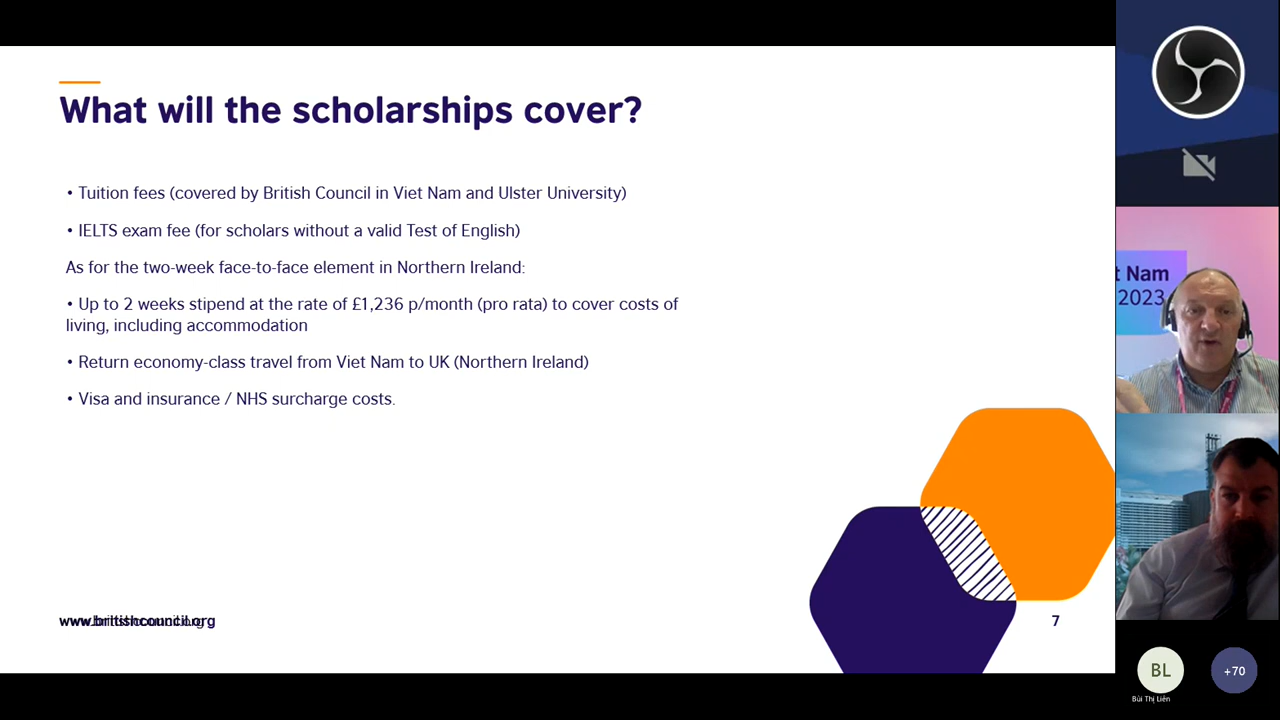 What will the scholarships cover?
• Tuition fees (covered by British Council in Viet Nam and Ulster University)
• IELTS exam fee (for scholars without a valid Test of English)
As for the two-week face-to-face element in Northern Ireland:
• Up to 2 weeks stipend at the rate of £1,236 p/month (pro rata) to cover costs of
living, including accommodation
• Return economy-class travel from Viet Nam to UK (Northern Ireland)
• Visa and insurance / NHS surcharge costs.
www.britishcouncil.org
7
t Nam
2023
BL
+70
Bùi Thị Liên